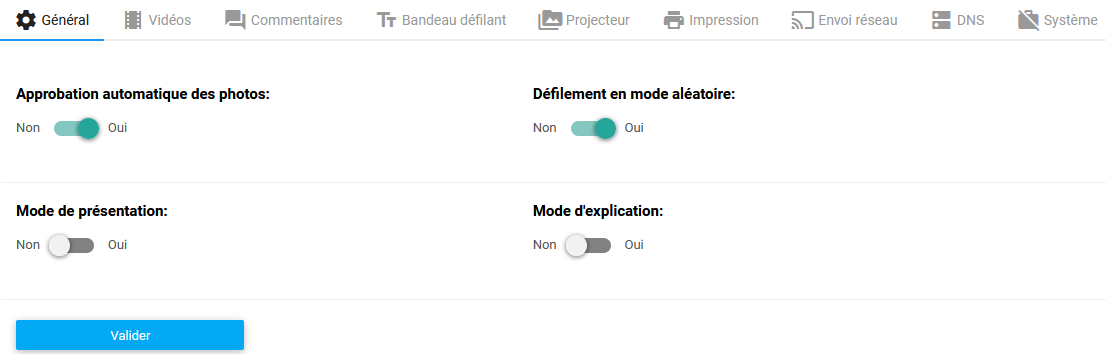 Général Vidéos Commentaires Bandeau défilant Projecteur Impression Envoi réseau DNS Système
Approbation automatique des photos: Défilement en mode aléatoire:
Non Oui Non Oui
Mode de présentation: Mode d'explication:
Non Oui Non Oui
Valider